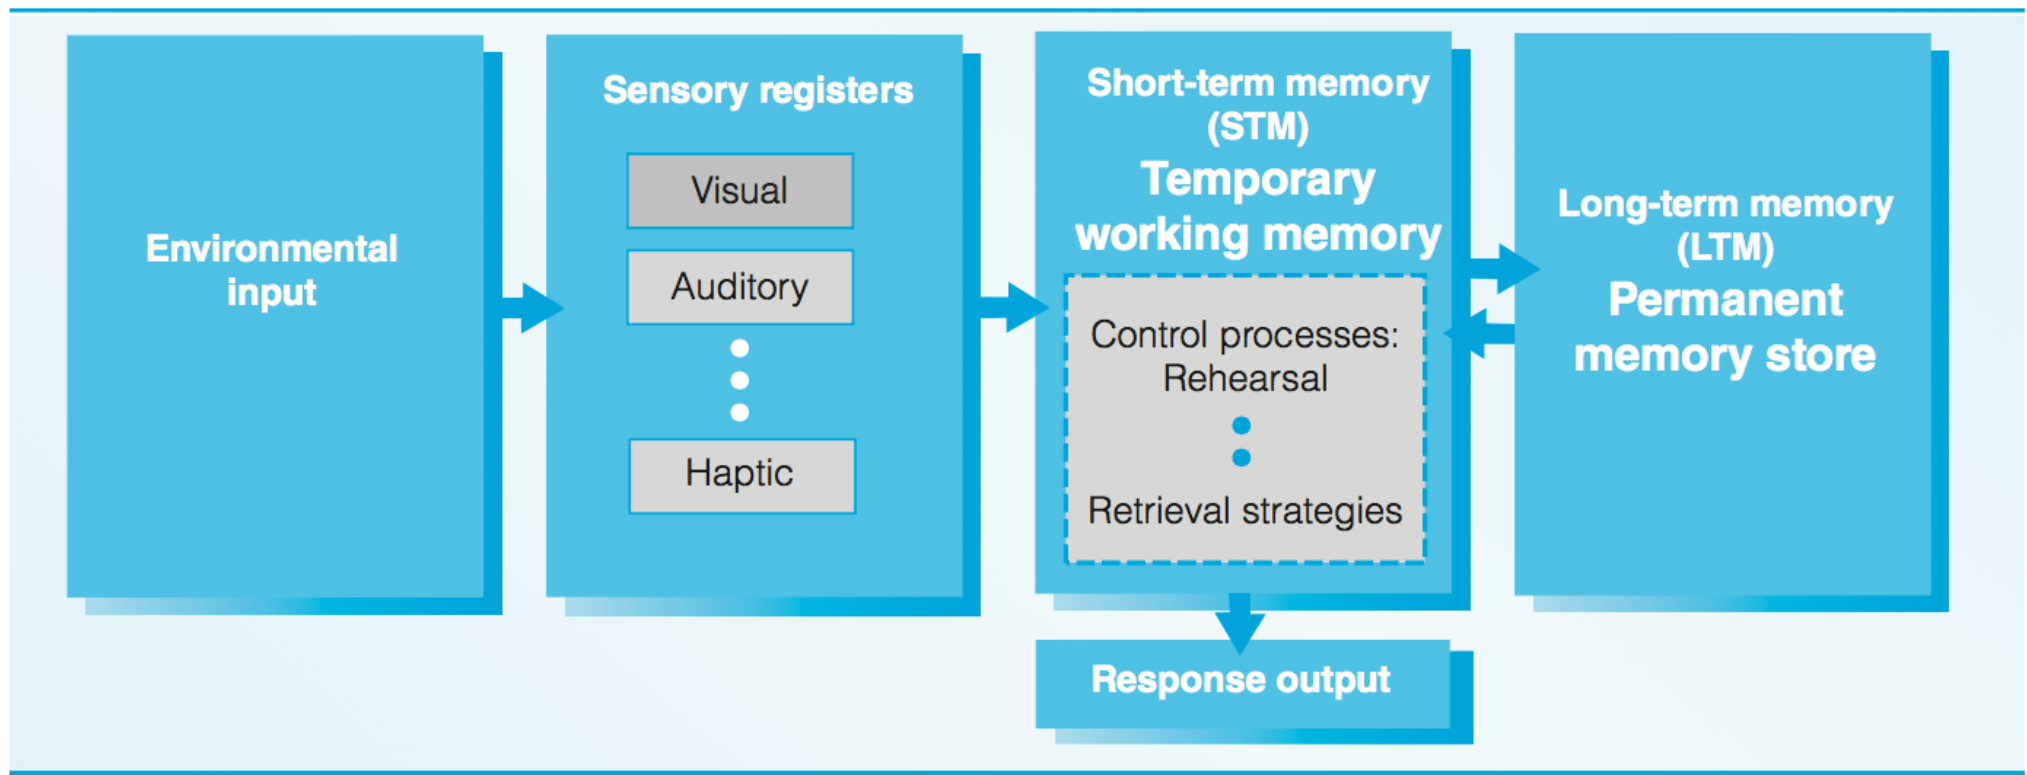 Environmental
input
Sensory registers
Visual
Auditory
Haptic
Short-term memory
(STM)
Temporary
working memory
Control processes:
Rehearsal
Retrieval strategies
Response output
Long-term memory
(LTM)
Permanent
memory store